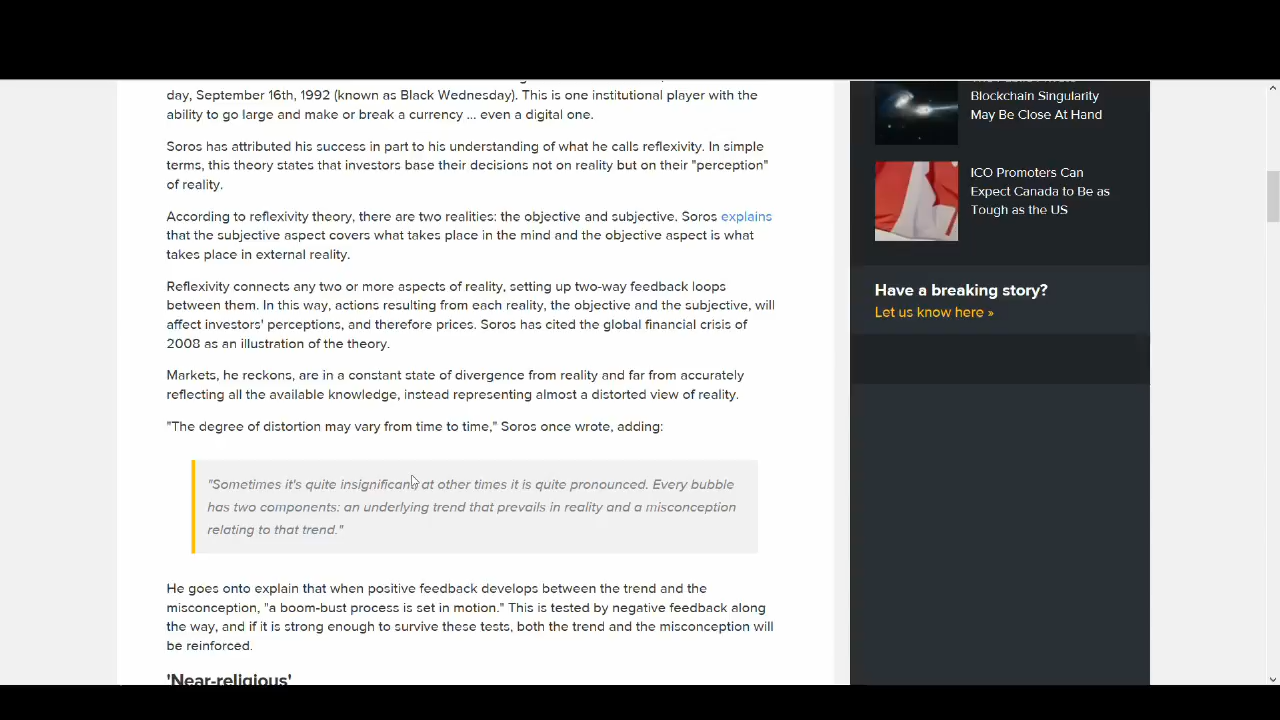 day, September 16th, 1992 (known as Black Wednesday). This is one institutional player with the
ability to go large and make or break a currency ... even a digital one.
Soros has attributed his success in part to his understanding of what he calls reflexivity. In simple
terms, this theory states that investors base their decisions not on reality but on their "perception"
of reality.
According to reflexivity theory, there are two realities: the objective and subjective. Soros explains
that the subjective aspect covers what takes place in the mind and the objective aspect is what
takes place in external reality.
Reflexivity connects any two or more aspects of reality, setting up two-way feedback loops
between them. In this way, actions resulting from each reality, the objective and the subjective, will
affect investors' perceptions, and therefore prices. Soros has cited the global financial crisis of
2008 as an illustration of the theory.
Markets, he reckons, are in a constant state of divergence from reality and far from accurately
reflecting all the available knowledge, instead representing almost a distorted view of reality.
"The degree of distortion may vary from time to time," Soros once wrote, adding:
"Sometimes it's quite insignificant at other times it is quite pronounced. Every bubble
has two components: an underlying trend that prevails in reality and a misconception
relating to that trend."
He goes onto explain that when positive feedback develops between the trend and the
misconception, "a boom-bust process is set in motion." This is tested by negative feedback along
the way, and if it is strong enough to survive these tests, both the trend and the misconception will
be reinforced.
'Near-religious'
Blockchain Singularity
May Be Close At Hand
ICO Promoters Can
Expect Canada to Be as
Tough as the US
Have a breaking story?
Let us know here »